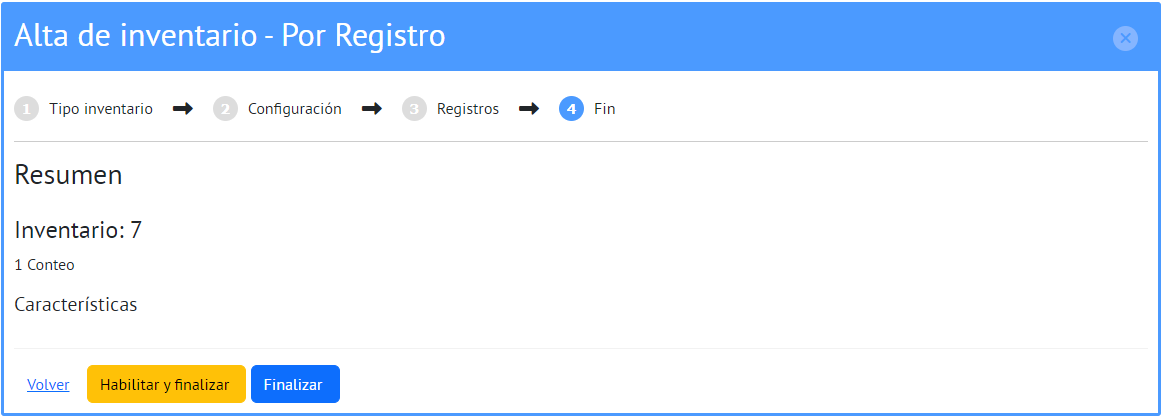 Alta de inventario - Por Registro
1 Tipo inventario 2 Configuración 3 Registros 4 Fin
Resumen
Inventario: 7
1 Conteo
Características
Volver Habilitar y finalizar Finalizar